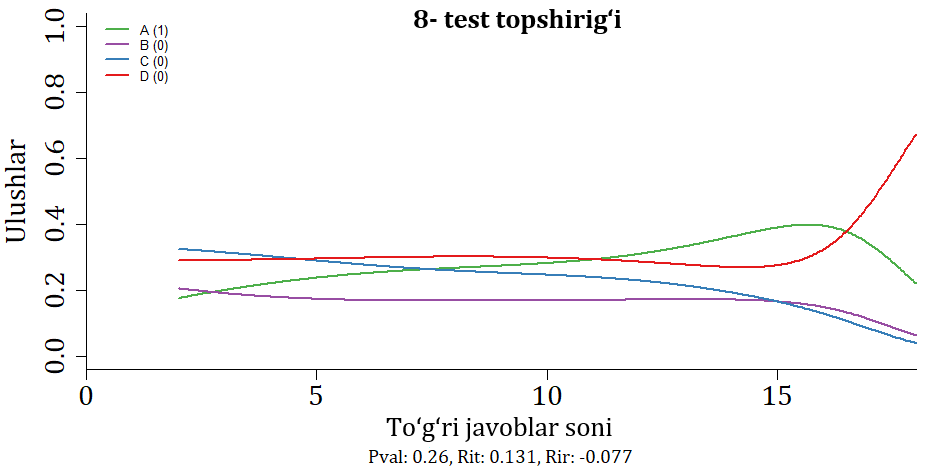 8- test topshirig‘i
A (1)
B (0)
C (0)
D (0)
1.0
0.8
0.6
0.4
0.2
0.0
Ulushlar
0 5 10 15
To‘g‘ri javoblar soni
Pval: 0.26, Rit: 0.131, Rir: -0.077